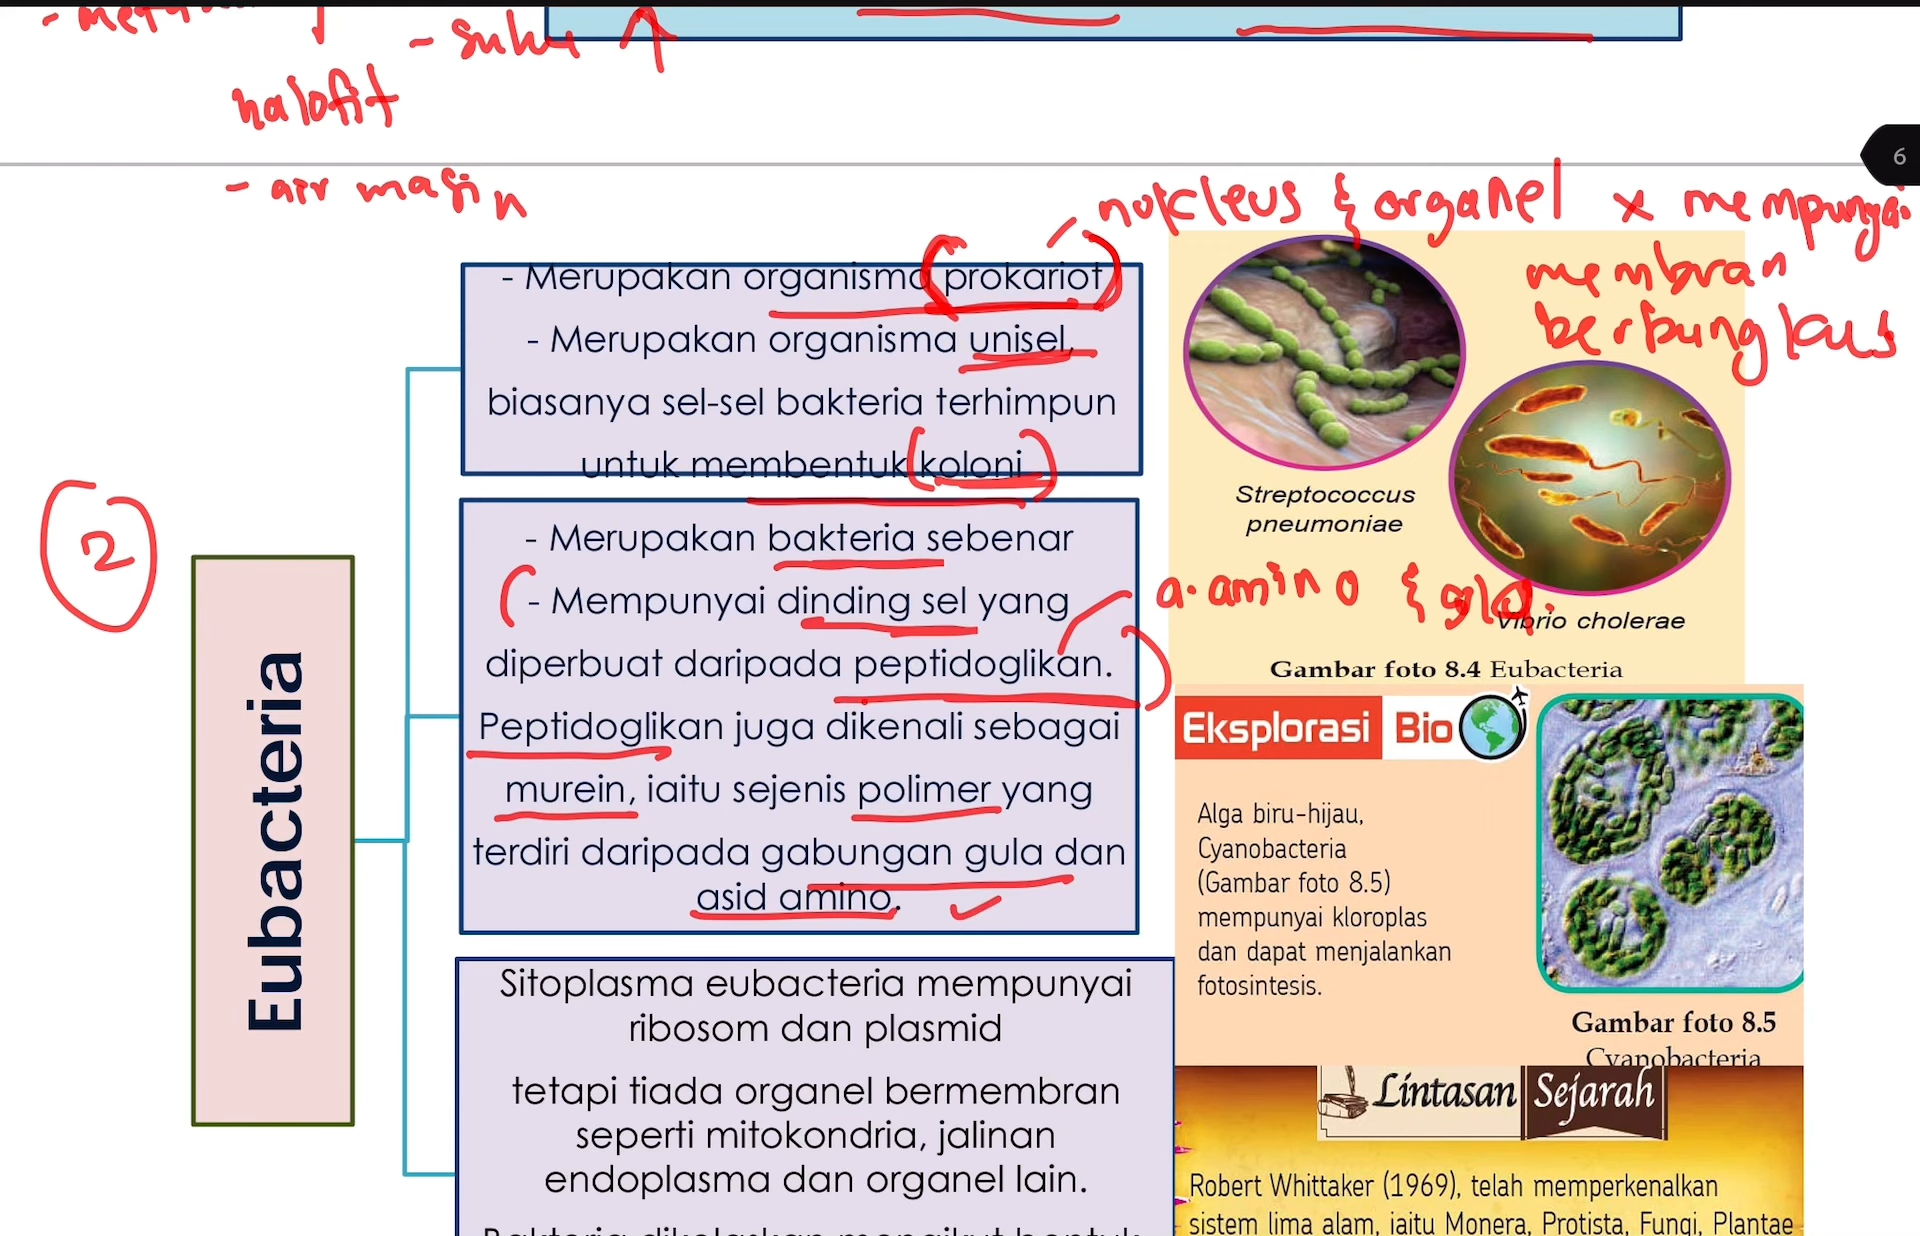 - suhu ↑
halofit
- air masin
6
nukleus & organel x mempunyai
membran
berbungkus
- Merupakan organisma prokariot
- Merupakan organisma unisel,
biasanya sel-sel bakteria terhimpun
untuk membentuk koloni
2
Eubacteria
- Merupakan bakteria sebenar
- Mempunyai dinding sel yang
diperbuat daripada peptidoglikan.
Peptidoglikan juga dikenali sebagai
murein, iaitu sejenis polimer yang
terdiri daripada gabungan gula dan
asid amino.
a. amino &
Sitoplasma eubacteria mempunyai
ribosom dan plasmid
tetapi tiada organel bermembran
seperti mitokondria, jalinan
endoplasma dan organel lain.
Bakteria dikelaskan mengikut bentuk
Streptococcus
pneumoniae
Vibrio cholerae
Gambar foto 8.4 Eubacteria
Eksplorasi Bio
Alga biru-hijau,
Cyanobacteria
(Gambar foto 8.5)
mempunyai kloroplas
dan dapat menjalankan
fotosintesis.
Gambar foto 8.5
Cyanobacteria
Lintasan Sejarah
Robert Whittaker (1969), telah memperkenalkan
sistem lima alam, iaitu Monera, Protista, Fungi, Plantae